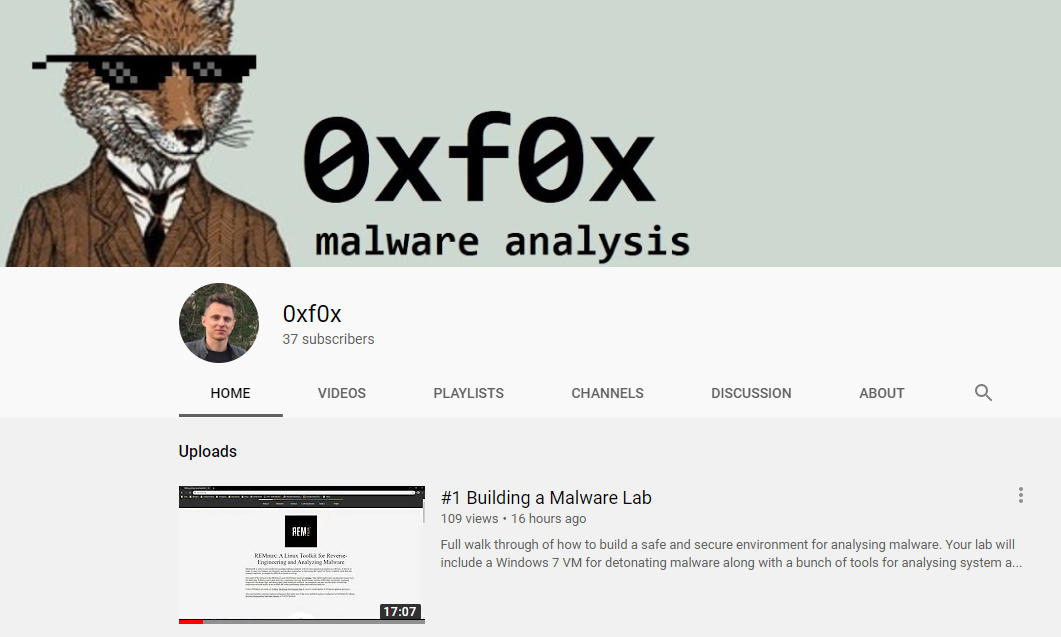 0xf0x
malware analysis
0xf0x
37 subscribers
HOME VIDEOS PLAYLISTS CHANNELS DISCUSSION ABOUT
Uploads
REM
REMnux: A Linux Toolkit for Reverse-
Engineering and Analyzing Malware
17:07
#1 Building a Malware Lab
109 views • 16 hours ago
Full walk through of how to build a safe and secure environment for analysing malware. Your lab will
include a Windows 7 VM for detonating malware along with a bunch of tools for analysing system a...